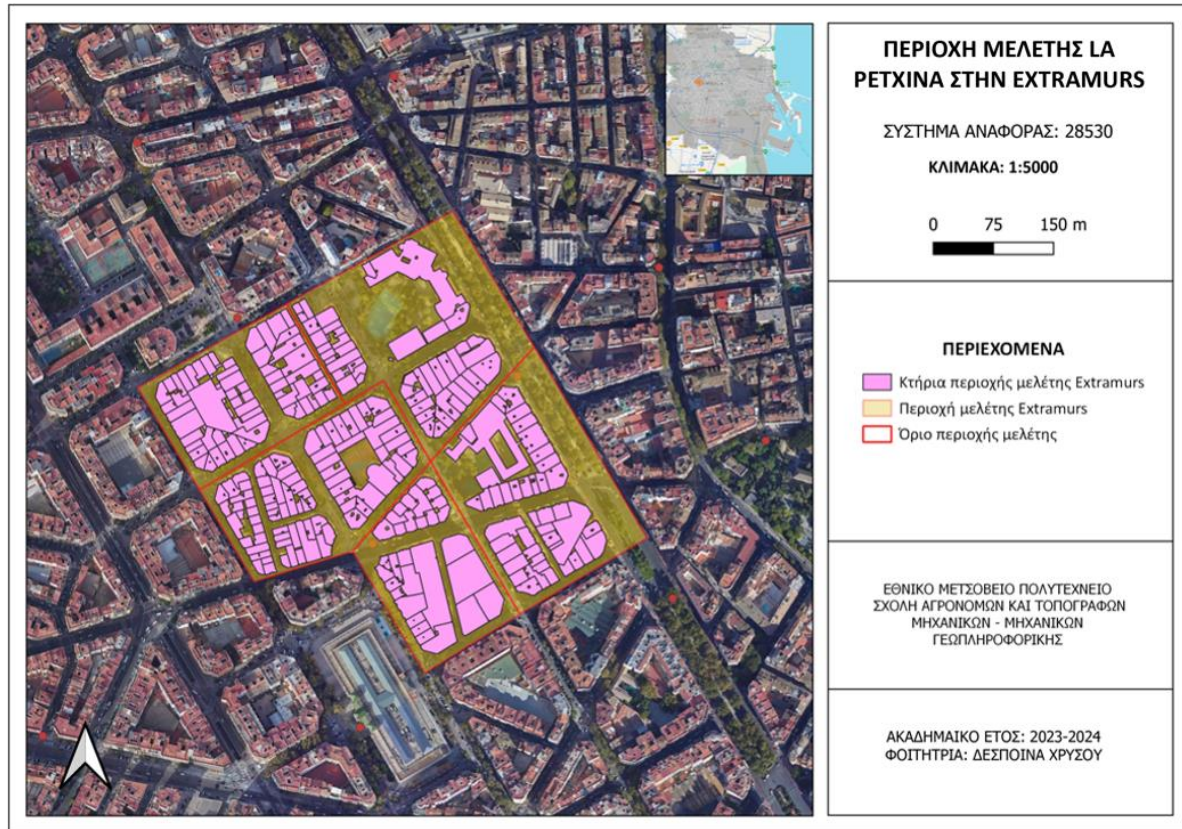 ΠΕΡΙΟΧΗ ΜΕΛΕΤΗΣ LA
PETXINA ΣΤΗΝ EXTRAMURS
ΣΥΣΤΗΜΑ ΑΝΑΦΟΡΑΣ: 28530
ΚΛΙΜΑΚΑ: 1:5000
0 75 150 m
ΠΕΡΙΕΧΟΜΕΝΑ
Κτήρια περιοχής μελέτης Extramurs
Περιοχή μελέτης Extramurs
Όριο περιοχής μελέτης
ΕΘΝΙΚΟ ΜΕΤΣΟΒΕΙΟ ΠΟΛΥΤΕΧΝΕΙΟ
ΣΧΟΛΗ ΑΓΡΟΝΟΜΩΝ ΚΑΙ ΤΟΠΟΓΡΑΦΩΝ
ΜΗΧΑΝΙΚΩΝ - ΜΗΧΑΝΙΚΩΝ
ΓΕΩΠΛΗΡΟΦΟΡΙΚΗΣ
ΑΚΑΔΗΜΑΙΚΟ ΕΤΟΣ: 2023-2024
ΦΟΙΤΗΤΡΙΑ: ΔΕΣΠΟΙΝΑ ΧΡΥΣΟΥ